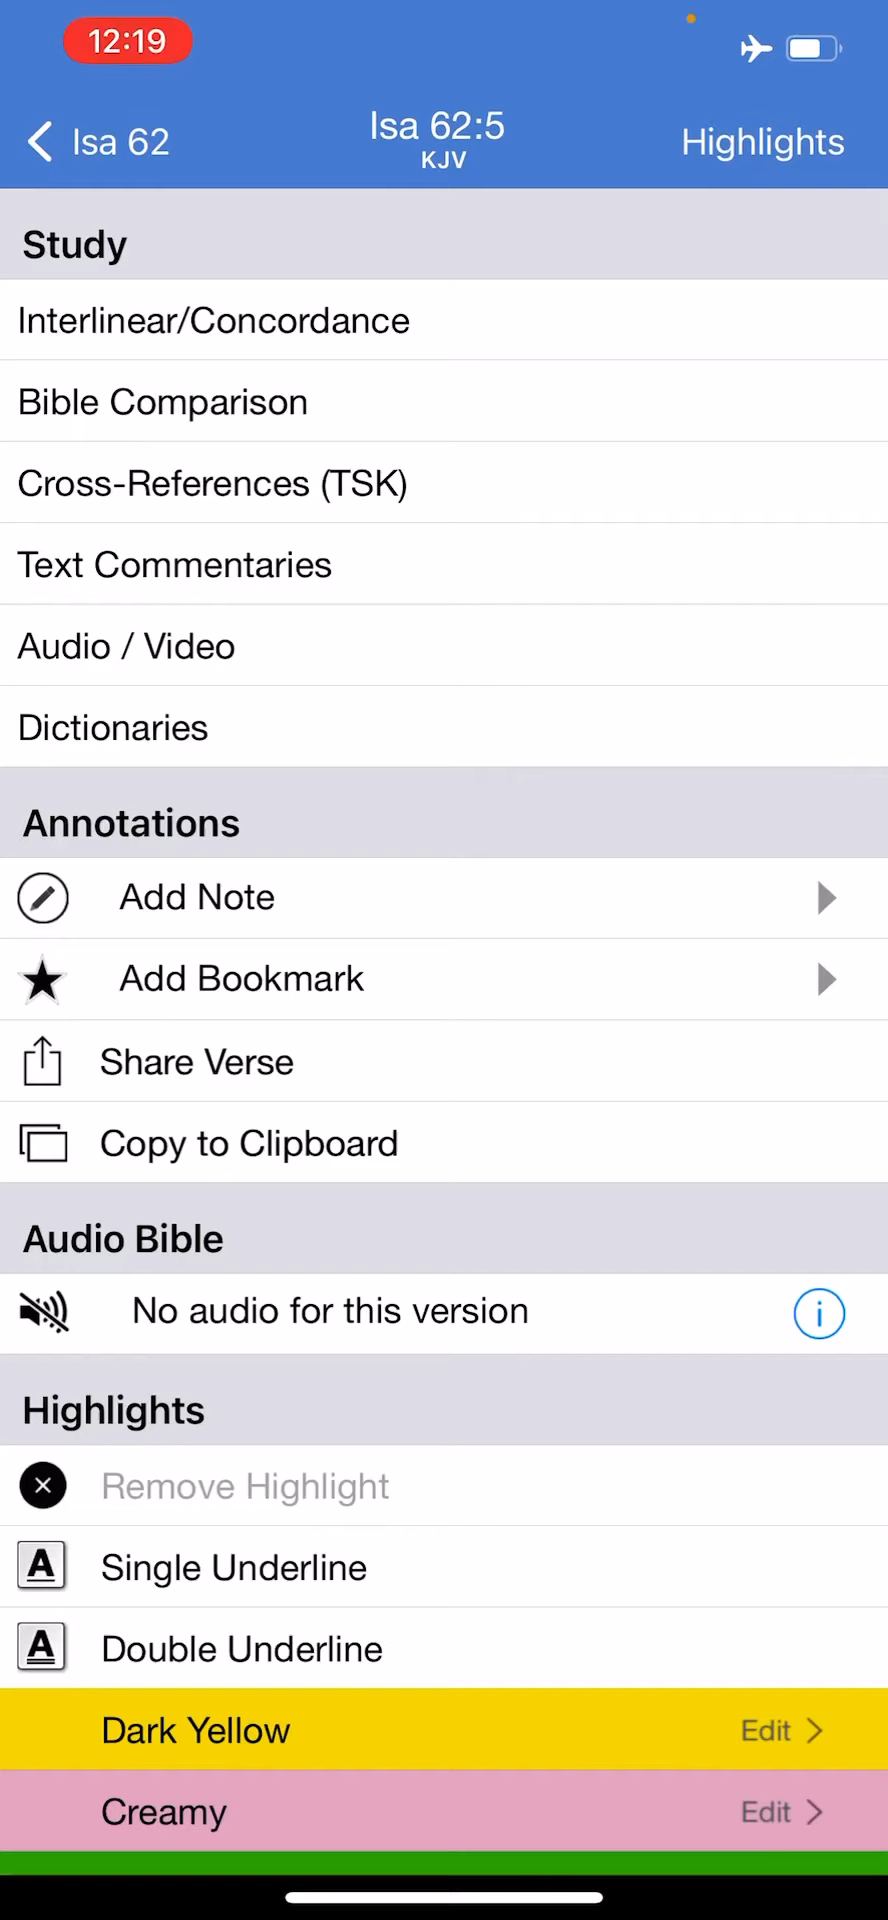 12:19
Isa 62
Isa 62:5
KJV
Highlights
Study
Interlinear/Concordance
Bible Comparison
Cross-References (TSK)
Text Commentaries
Audio / Video
Dictionaries
Annotations
Add Note
Add Bookmark
Share Verse
Copy to Clipboard
Audio Bible
No audio for this version
i
Highlights
Remove Highlight
A Single Underline
A Double Underline
Dark Yellow Edit
Creamy Edit